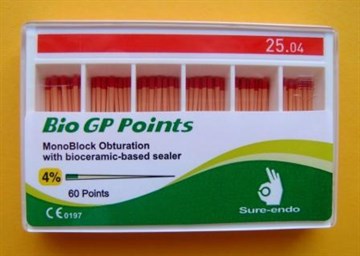 25.04
Bio GP Points
MonoBlock Obturation
with bioceramic-based sealer
4%
60 Points
CE 0197
Sure-endo